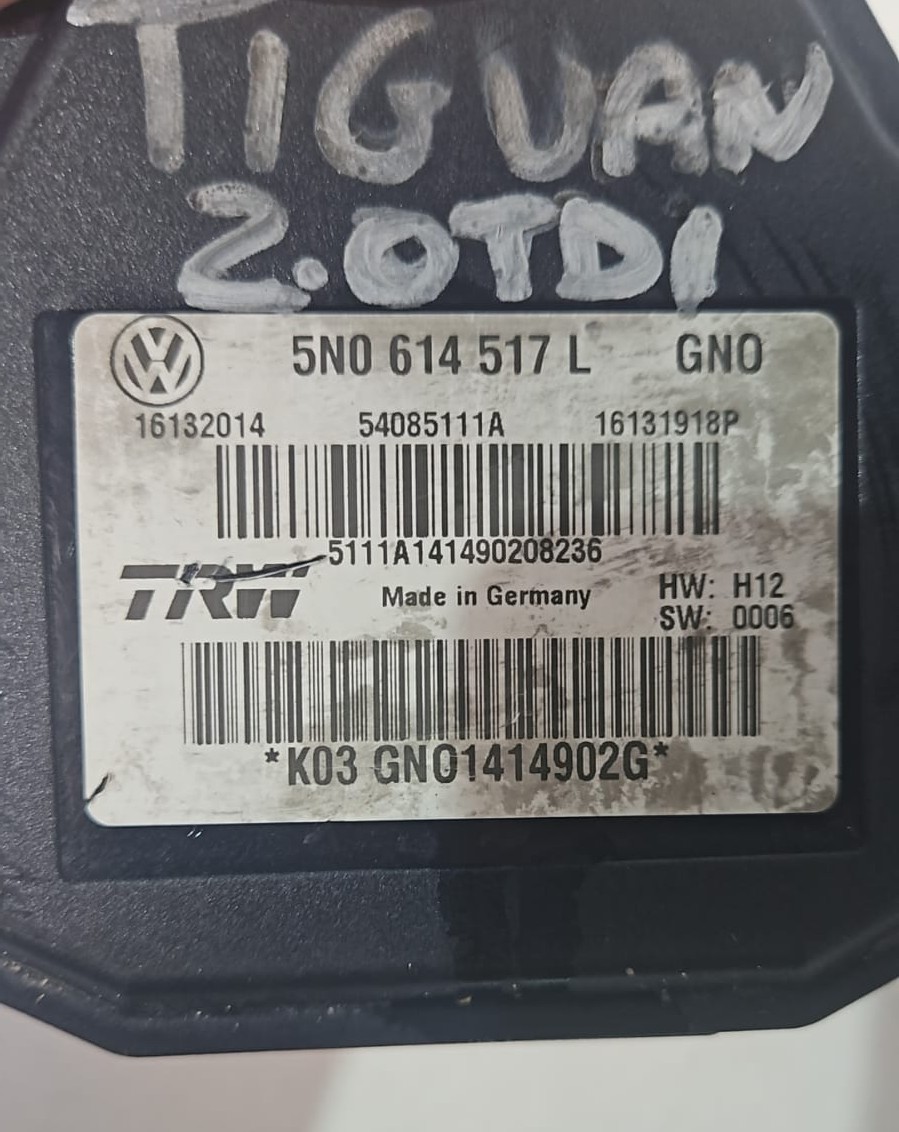 TIGUAN
2.0TDI
5N0 614 517 L GNO
16132014 54085111A 16131918P
5111A141490208236
TRW Made in Germany HW: H12
SW: 0006
*K03 GNO1414902G*